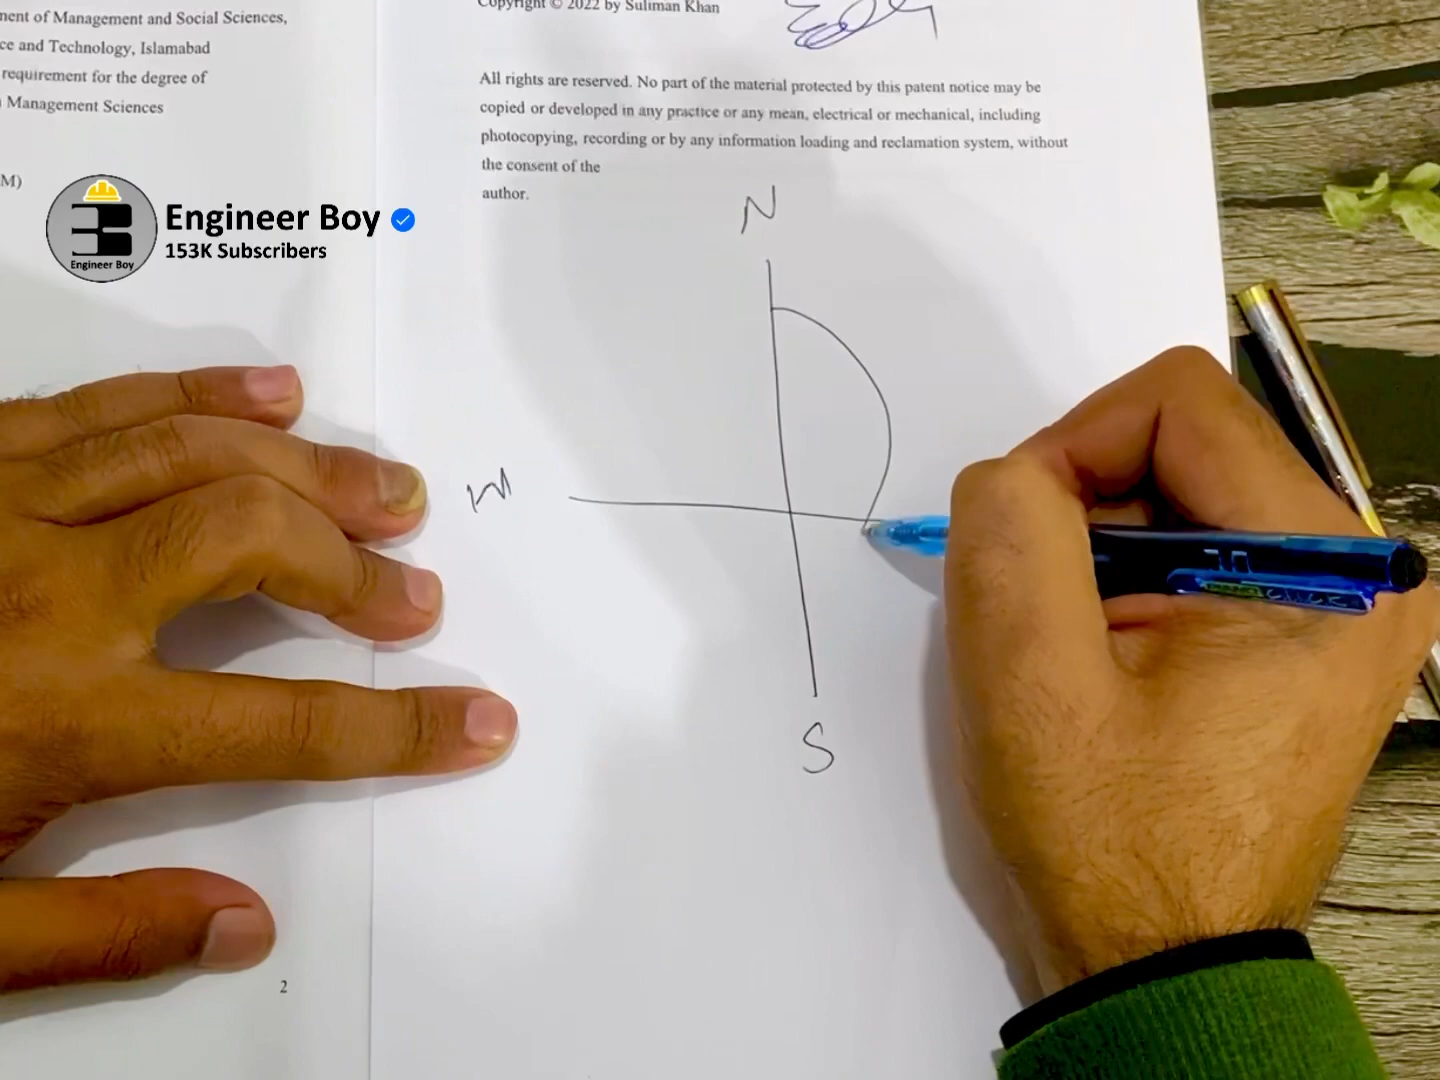 ment of Management and Social Sciences,
ce and Technology, Islamabad
requirement for the degree of
Management Sciences
M)
Copyright © 2022 by Suliman Khan
All rights are reserved. No part of the material protected by this patent notice may be
copied or developed in any practice or any mean, electrical or mechanical, including
photocopying, recording or by any information loading and reclamation system, without
the consent of the
author.
Engineer Boy
153K Subscribers
Engineer Boy
N
W
S
2